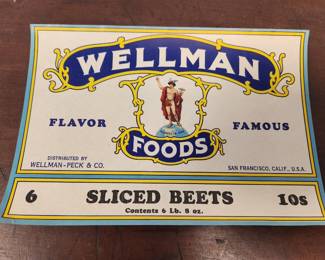 WELLMAN
FLAVOR FAMOUS
FOODS
DISTRIBUTED BY
WELLMAN-PECK & CO.
SAN FRANCISCO, CALIF., U.S.A.
6 SLICED BEETS 10s
Contents 6 Lb. 8 oz.